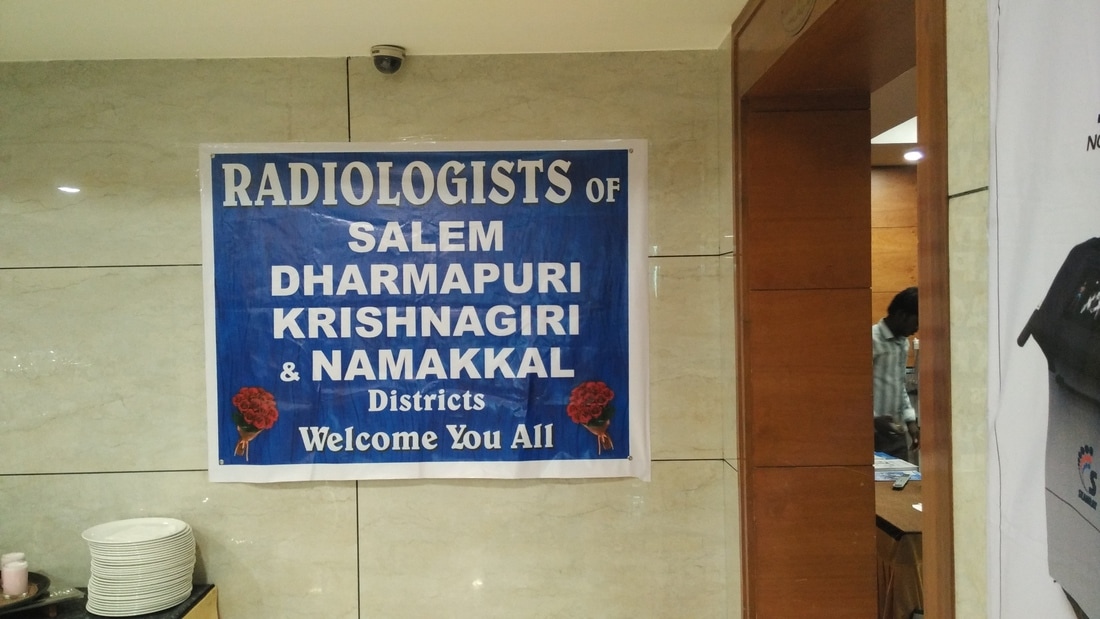 RADIOLOGISTS OF
SALEM
DHARMAPURI
KRISHNAGIRI
& NAMAKKAL
Districts
Welcome You All